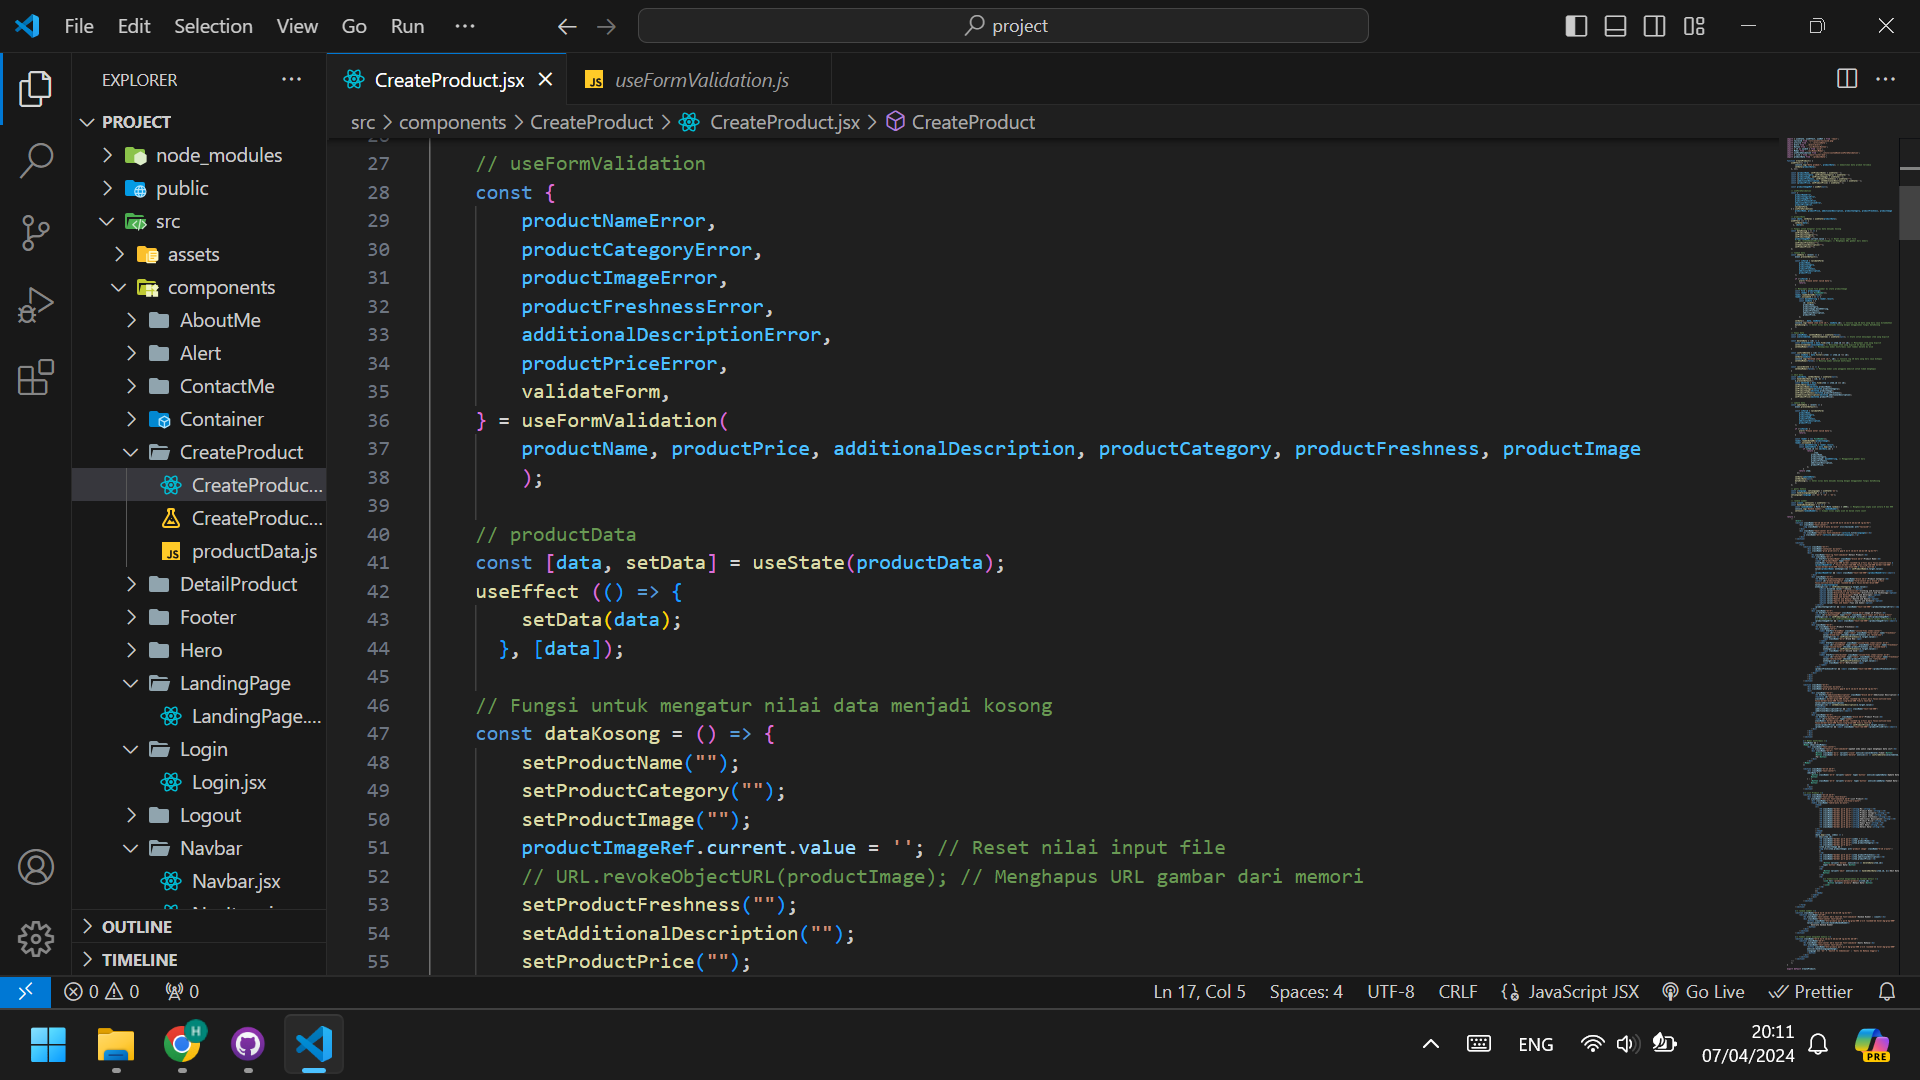 File Edit Selection View Go Run ···
project
EXPLORER ···
CreateProduct.jsx
JS useFormValidation.js
src > components > CreateProduct > CreateProduct.jsx > CreateProduct
PROJECT
node_modules
public
src
assets
components
AboutMe
Alert
ContactMe
Container
CreateProduct
CreateProduc...
CreateProduc...
JS productData.js
DetailProduct
Footer
Hero
LandingPage
LandingPage....
Login
Login.jsx
Logout
Navbar
Navbar.jsx
OUTLINE
TIMELINE
27 // useFormValidation
28 const {
29 productNameError,
30 productCategoryError,
31 productImageError,
32 productFreshnessError,
33 additionalDescriptionError,
34 productPriceError,
35 validateForm,
36 } = useFormValidation(
37 productName, productPrice, additionalDescription, productCategory, productFreshness, productImage
38 );
39
40 // productData
41 const [data, setData] = useState(productData);
42 useEffect (() => {
43 setData(data);
44 }, [data]);
45
46 // Fungsi untuk mengatur nilai data menjadi kosong
47 const dataKosong = () => {
48 setProductName("");
49 setProductCategory("");
50 setProductImage("");
51 productImageRef.current.value = ''; // Reset nilai input file
52 // URL.revokeObjectURL(productImage); // Menghapus URL gambar dari memori
53 setProductFreshness("");
54 setAdditionalDescription("");
55 setProductPrice("");
0 0 0
Ln 17, Col 5 Spaces: 4 UTF-8 CRLF JavaScript JSX Go Live Prettier
H
ENG
20:11
07/04/2024
PRE